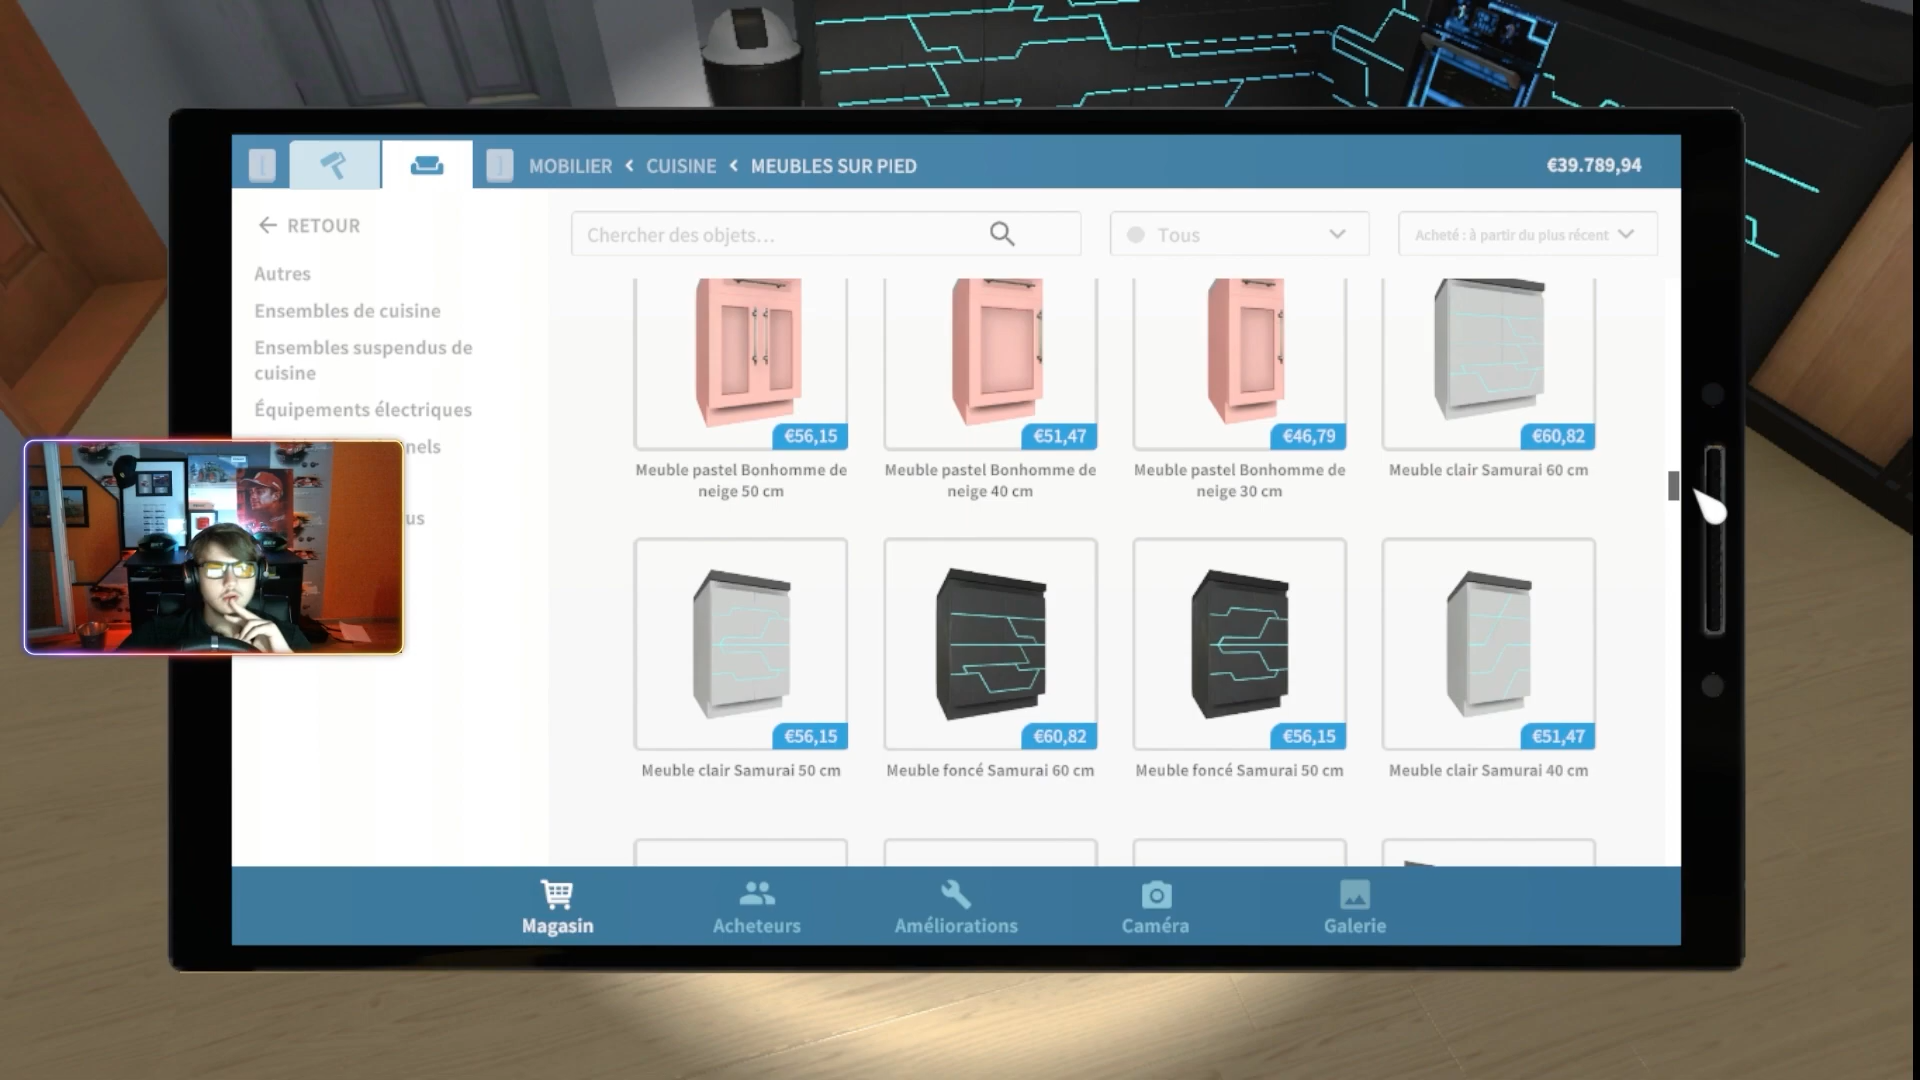 MOBILIER < CUISINE < MEUBLES SUR PIED
€39.789,94
← RETOUR
Chercher des objets...
Tous
Acheté : à partir du plus récent
Autres
Ensembles de cuisine
Ensembles suspendus de
cuisine
Équipements électriques
nels
us
€56,15
€51,47
€46,79
€60,82
Meuble pastel Bonhomme de
neige 50 cm
Meuble pastel Bonhomme de
neige 40 cm
Meuble pastel Bonhomme de
neige 30 cm
Meuble clair Samurai 60 cm
€56,15
€60,82
€56,15
€51,47
Meuble clair Samurai 50 cm
Meuble foncé Samurai 60 cm
Meuble foncé Samurai 50 cm
Meuble clair Samurai 40 cm
Magasin
Acheteurs
Améliorations
Caméra
Galerie